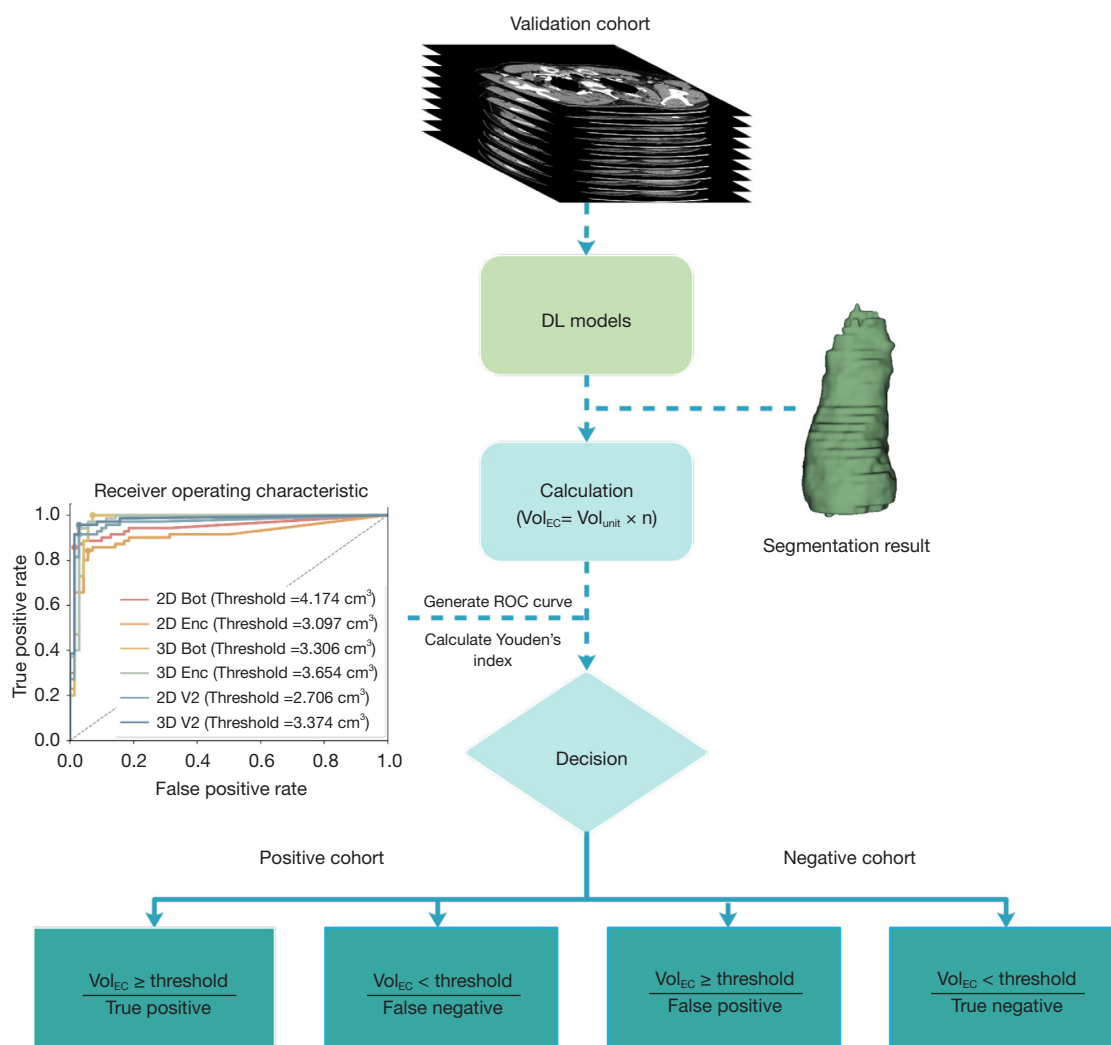 Validation cohort
DL models
Calculation
(Vol_EC= Vol_unit × n)
Segmentation result
Receiver operating characteristic
True positive rate
1.0
0.8
0.6
0.4
0.2
0.0
2D Bot (Threshold =4.174 cm³)
2D Enc (Threshold =3.097 cm³)
3D Bot (Threshold =3.306 cm³)
3D Enc (Threshold =3.654 cm³)
2D V2 (Threshold =2.706 cm³)
3D V2 (Threshold =3.374 cm³)
0.0 0.2 0.4 0.6 0.8 1.0
False positive rate
Generate ROC curve
Calculate Youden's
index
Decision
Positive cohort
Negative cohort
Vol_EC ≥ threshold
True positive
Vol_EC < threshold
False negative
Vol_EC ≥ threshold
False positive
Vol_EC < threshold
True negative